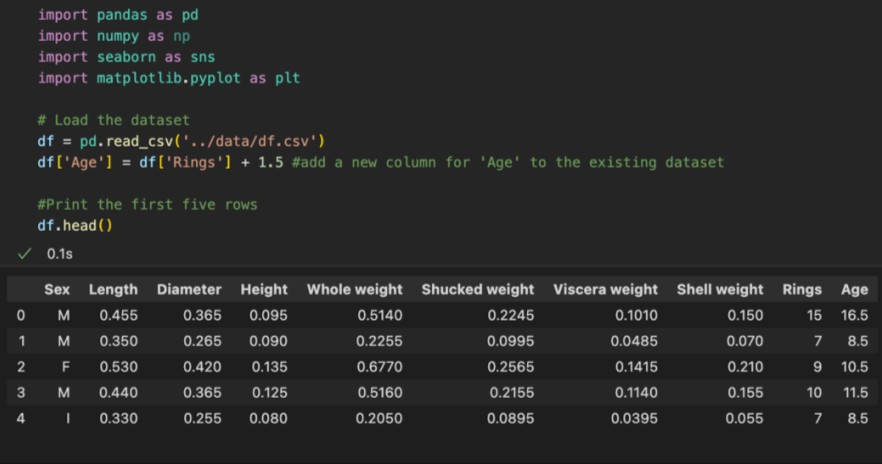 import pandas as pd
import numpy as np
import seaborn as sns
import matplotlib.pyplot as plt
# Load the dataset
df = pd.read_csv('../data/df.csv')
df['Age'] = df['Rings'] + 1.5 #add a new column for 'Age' to the existing dataset
#Print the first five rows
df.head()
✓ 0.1s
Sex Length Diameter Height Whole weight Shucked weight Viscera weight Shell weight Rings Age
0 M 0.455 0.365 0.095 0.5140 0.2245 0.1010 0.150 15 16.5
1 M 0.350 0.265 0.090 0.2255 0.0995 0.0485 0.070 7 8.5
2 F 0.530 0.420 0.135 0.6770 0.2565 0.1415 0.210 9 10.5
3 M 0.440 0.365 0.125 0.5160 0.2155 0.1140 0.155 10 11.5
4 I 0.330 0.255 0.080 0.2050 0.0895 0.0395 0.055 7 8.5